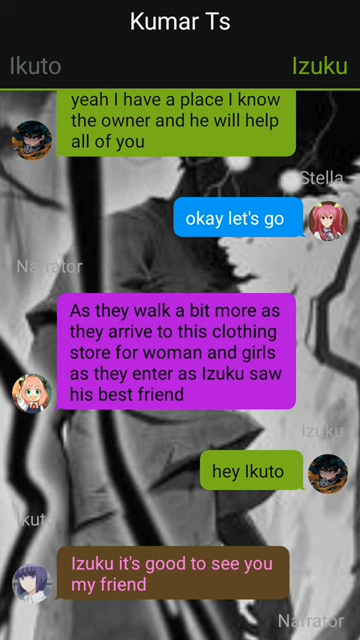 Kumar Ts
Ikuto
Izuku
yeah I have a place I know
the owner and he will help
all of you
Stella
okay let's go
Narrator
As they walk a bit more as
they arrive to this clothing
store for woman and girls
as they enter as Izuku saw
his best friend
Izuku
hey Ikuto
Ikuto
Izuku it's good to see you
my friend
Narrator